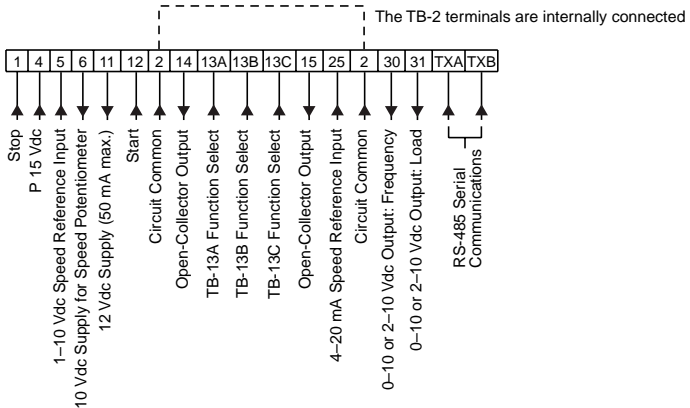 The TB-2 terminals are internally connected
1 4 5 6 11 12 2 14 13A 13B 13C 15 25 2 30 31 TXA TXB
Stop
P 15 Vdc
1–10 Vdc Speed Reference Input
10 Vdc Supply for Speed Potentiometer
12 Vdc Supply (50 mA max.)
Start
Circuit Common
Open-Collector Output
TB-13A Function Select
TB-13B Function Select
TB-13C Function Select
Open-Collector Output
4–20 mA Speed Reference Input
Circuit Common
0–10 or 2–10 Vdc Output: Frequency
0–10 or 2–10 Vdc Output: Load
RS-485 Serial
Communications